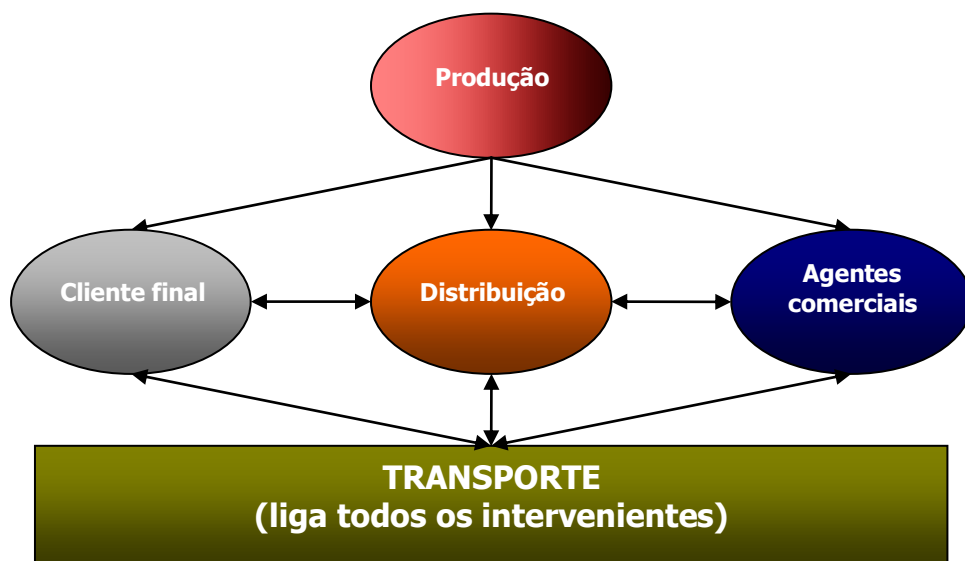 Produção
Cliente final
Distribuição
Agentes
comerciais
TRANSPORTE
(liga todos os intervenientes)